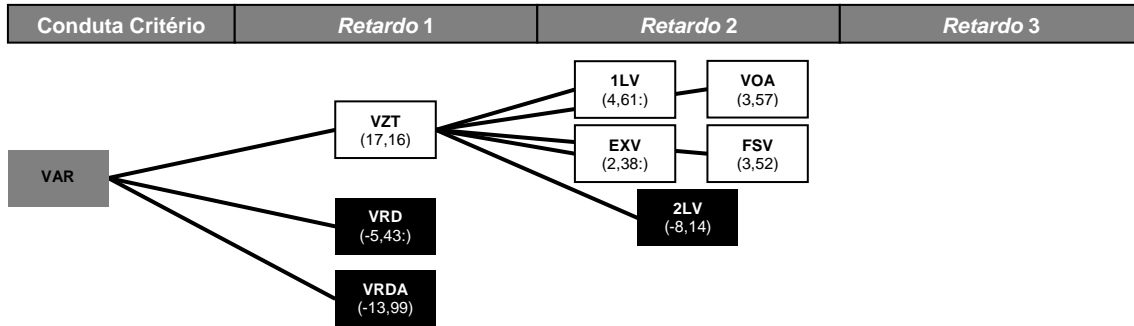 Conduta Critério Retardo 1 Retardo 2 Retardo 3
1LV
(4,61:)
VOA
(3,57)
VZT
(17,16)
EXV
(2,38:)
FSV
(3,52)
VAR
2LV
(-8,14)
VRD
(-5,43:)
VRDA
(-13,99)